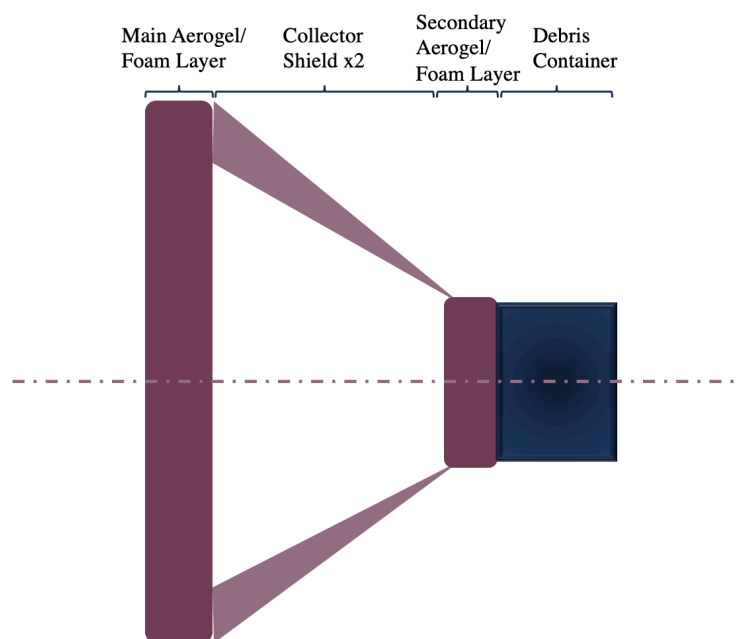 Main Aerogel/
Foam Layer
Collector
Shield x2
Secondary
Aerogel/
Foam Layer
Debris
Container